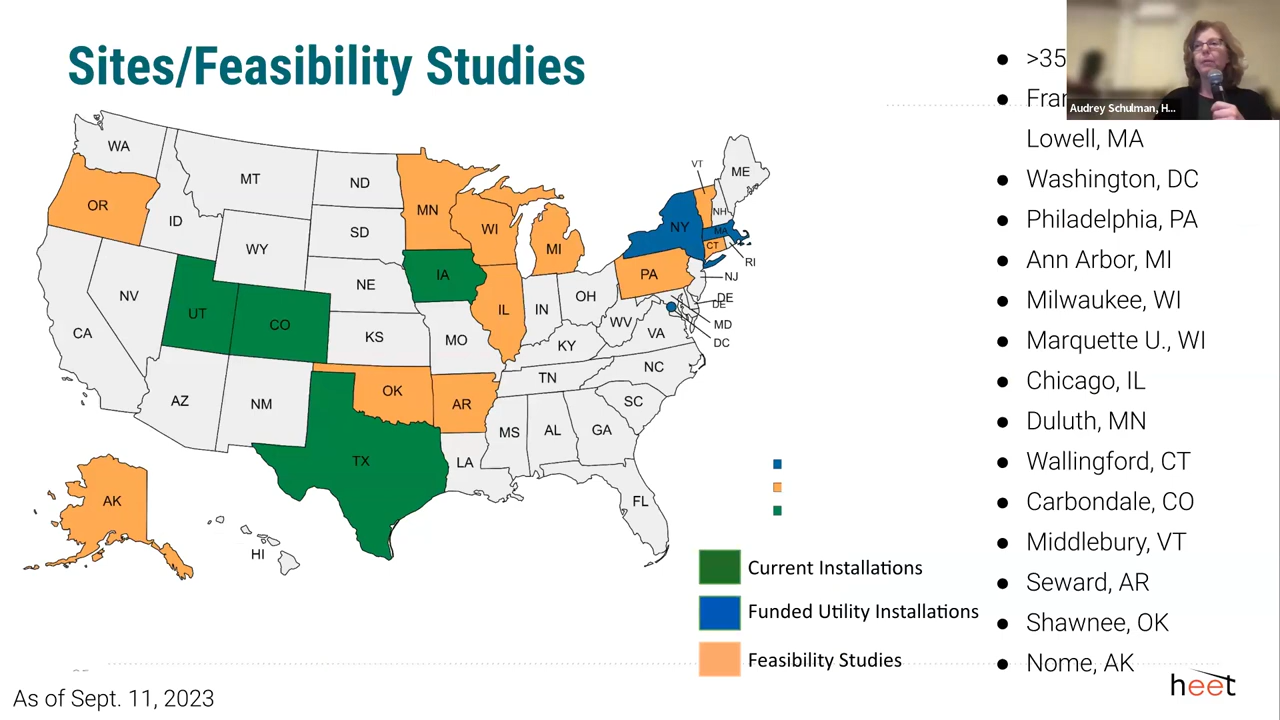 Sites/Feasibility Studies
>35
Audrey Schulman, H...
Lowell, MA
Washington, DC
Philadelphia, PA
Ann Arbor, MI
Milwaukee, WI
Marquette U., WI
Chicago, IL
Duluth, MN
Wallingford, CT
Carbondale, CO
Middlebury, VT
Seward, AR
Shawnee, OK
Nome, AK
WA
MT
ND
VT
ME
OR
ID
MN
NH
SD
WI
NY
MA
WY
MI
CT
RI
NE
IA
PA
NJ
NV
UT
CO
IL
IN
OH
DE
DE
CA
KS
MO
WV
VA
MD
KY
DC
AZ
NM
OK
AR
TN
NC
SC
MS
AL
GA
TX
LA
FL
AK
HI
Current Installations
Funded Utility Installations
Feasibility Studies
heet
As of Sept. 11, 2023